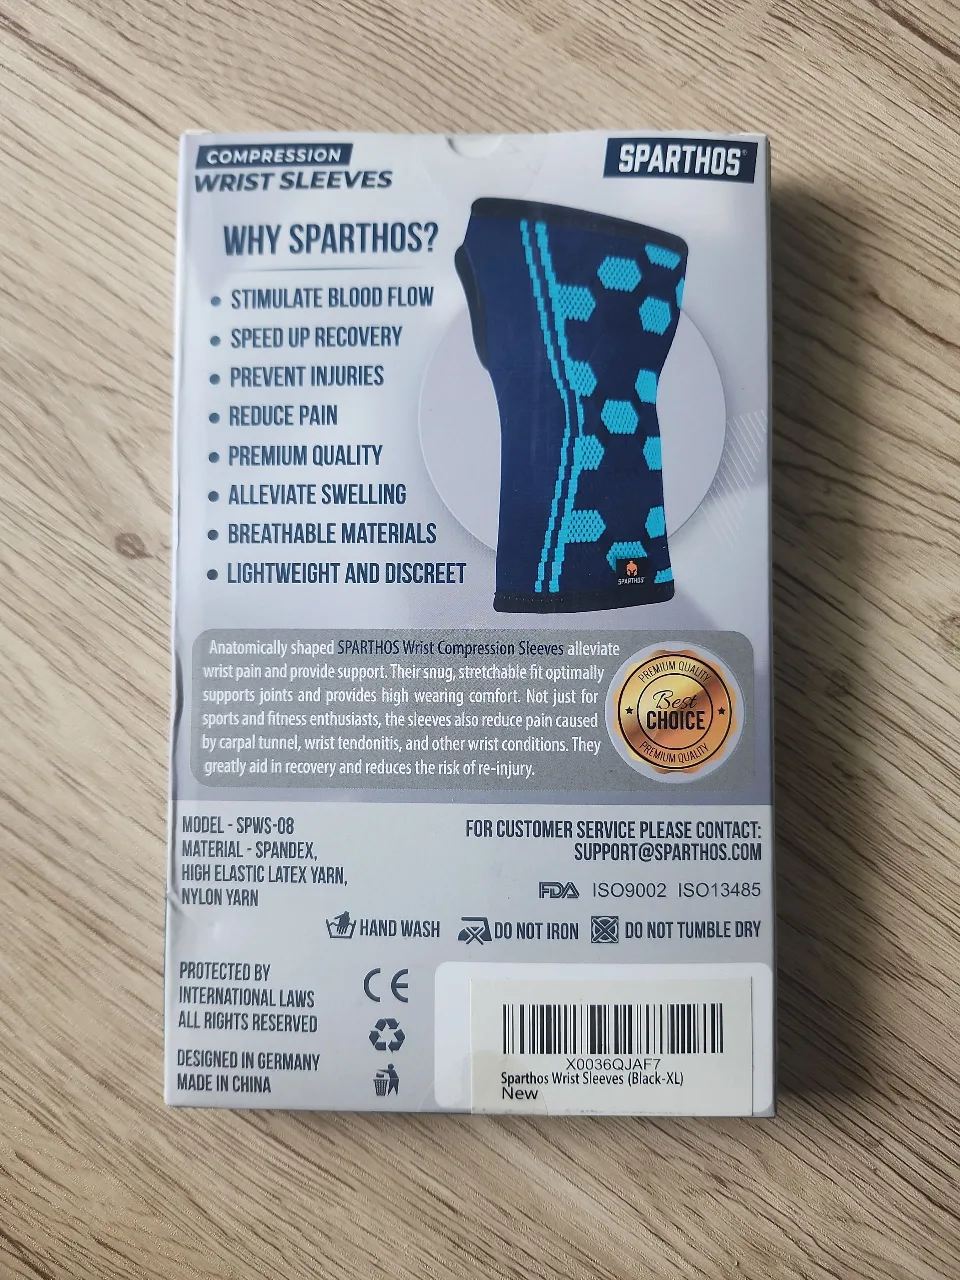 COMPRESSION
WRIST SLEEVES
SPARTHOS®
WHY SPARTHOS?
• STIMULATE BLOOD FLOW
• SPEED UP RECOVERY
• PREVENT INJURIES
• REDUCE PAIN
• PREMIUM QUALITY
• ALLEVIATE SWELLING
• BREATHABLE MATERIALS
• LIGHTWEIGHT AND DISCREET
SPARTHOS
Anatomically shaped SPARTHOS Wrist Compression Sleeves alleviate
wrist pain and provide support. Their snug, stretchable fit optimally
supports joints and provides high wearing comfort. Not just for
sports and fitness enthusiasts, the sleeves also reduce pain caused
by carpal tunnel, wrist tendonitis, and other wrist conditions. They
greatly aid in recovery and reduces the risk of re-injury.
PREMIUM QUALITY
Best
CHOICE
PREMIUM QUALITY
MODEL - SPWS-08
MATERIAL - SPANDEX,
HIGH ELASTIC LATEX YARN,
NYLON YARN
FOR CUSTOMER SERVICE PLEASE CONTACT:
SUPPORT@SPARTHOS.COM
FDA ISO9002 ISO13485
HAND WASH DO NOT IRON DO NOT TUMBLE DRY
PROTECTED BY
INTERNATIONAL LAWS
ALL RIGHTS RESERVED
DESIGNED IN GERMANY
MADE IN CHINA
CE
X0036QJAF7
Sparthos Wrist Sleeves (Black-XL)
New